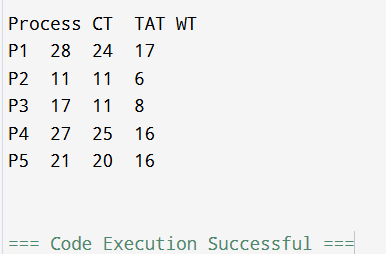 Process CT TAT WT
P1 28 24 17
P2 11 11 6
P3 17 11 8
P4 27 25 16
P5 21 20 16
=== Code Execution Successful ===